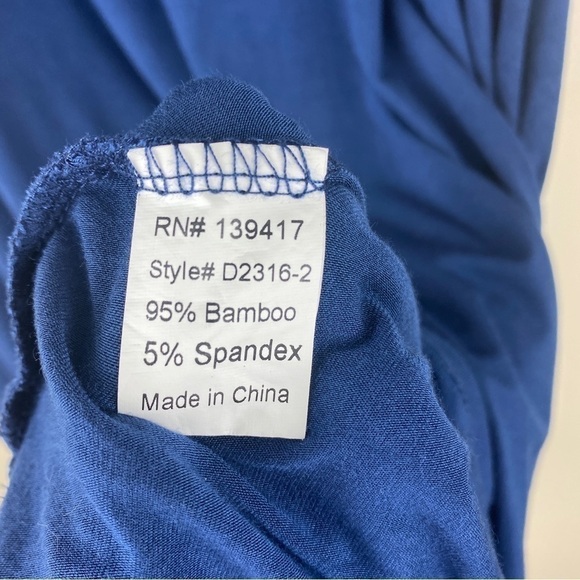 RN# 139417
Style# D2316-2
95% Bamboo
5% Spandex
Made in China